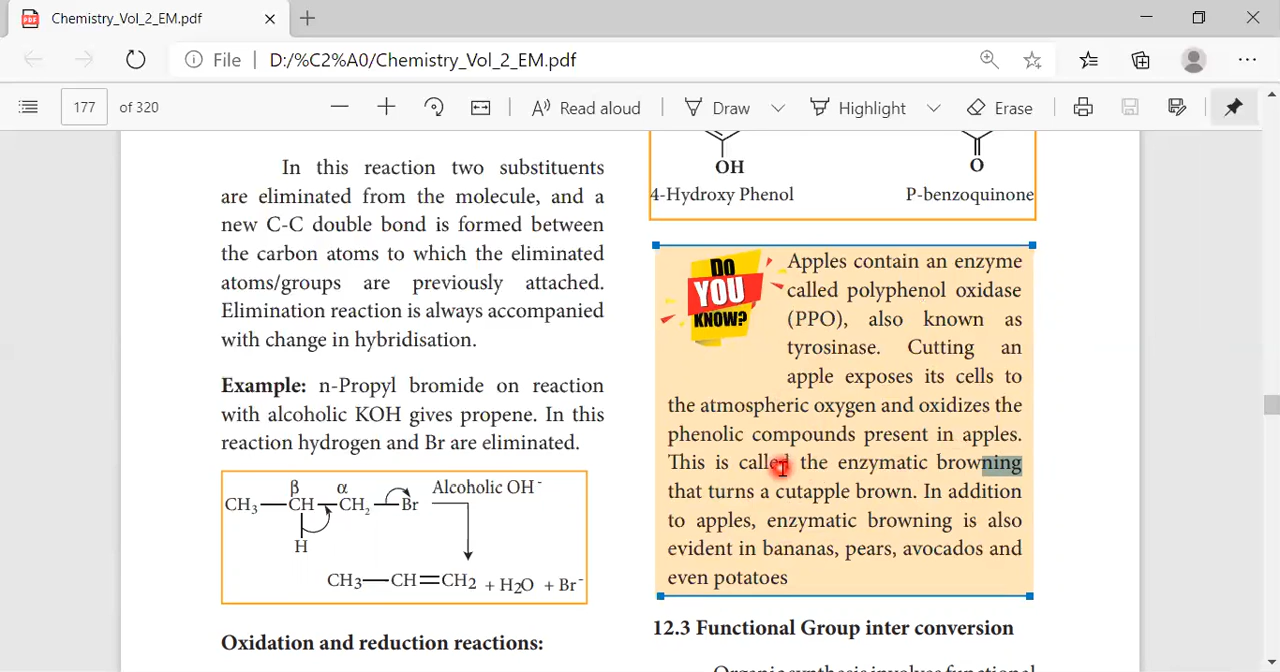 Chemistry_Vol_2_EM.pdf
File
D:/%C2%A0/Chemistry_Vol_2_EM.pdf
177 of 320
Read aloud
Draw
Highlight
Erase
In this reaction two substituents
are eliminated from the molecule, and a
new C-C double bond is formed between
the carbon atoms to which the eliminated
atoms/groups are previously attached.
Elimination reaction is always accompanied
with change in hybridisation.
Example: n-Propyl bromide on reaction
with alcoholic KOH gives propene. In this
reaction hydrogen and Br are eliminated.
β α Alcoholic OH⁻
CH₃—CH—CH₂—Br
H
CH3—CH=CH2 + H2O + Br⁻
Oxidation and reduction reactions:
OH O
4-Hydroxy Phenol P-benzoquinone
DO
YOU
KNOW?
Apples contain an enzyme
called polyphenol oxidase
(PPO), also known as
tyrosinase. Cutting an
apple exposes its cells to
the atmospheric oxygen and oxidizes the
phenolic compounds present in apples.
This is called the enzymatic browning
that turns a cutapple brown. In addition
to apples, enzymatic browning is also
evident in bananas, pears, avocados and
even potatoes
12.3 Functional Group inter conversion
Organic synthesis involves functional